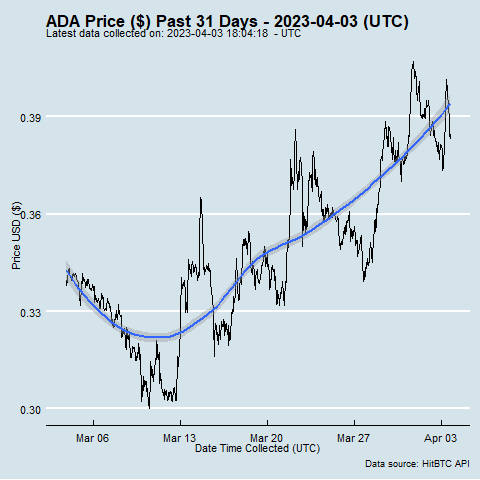 ADA Price ($) Past 31 Days - 2023-04-03 (UTC)
Latest data collected on: 2023-04-03 18:04:18  - UTC
Price USD ($)
0.39
0.36
0.33
0.30
Mar 06 Mar 13 Mar 20 Mar 27 Apr 03
Date Time Collected (UTC)
Data source: HitBTC API